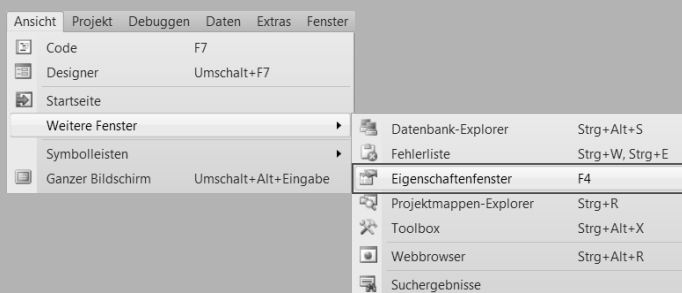 Ansicht Projekt Debuggen Daten Extras Fenster
Code F7
Designer Umschalt+F7
Startseite
Weitere Fenster
Symbolleisten
Ganzer Bildschirm Umschalt+Alt+Eingabe
Datenbank-Explorer Strg+Alt+S
Fehlerliste Strg+W, Strg+E
Eigenschaftenfenster F4
Projektmappen-Explorer Strg+R
Toolbox Strg+Alt+X
Webbrowser Strg+Alt+R
Suchergebnisse